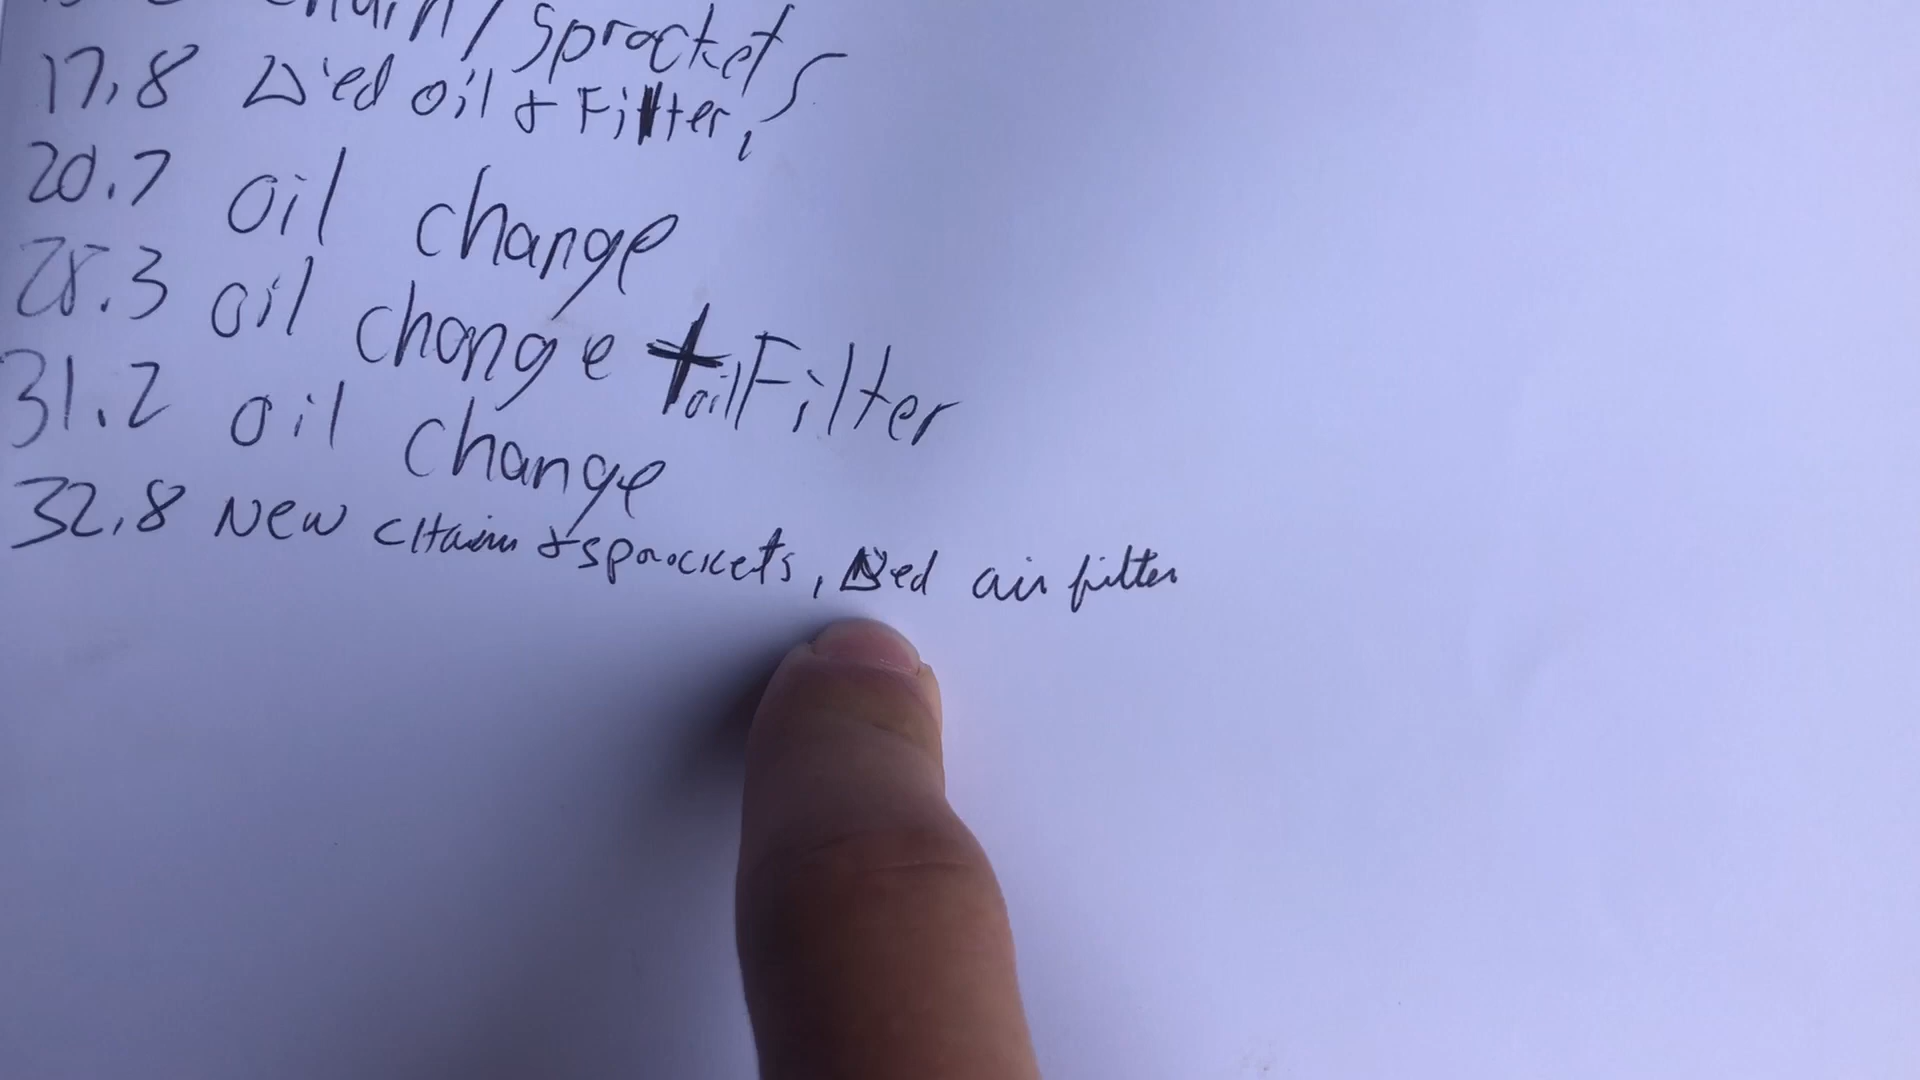 chain / Sprockets
17,8 Δ'ed oil & Filter,
20.7 oil change
28.3 oil change + oil Filter
31.2 oil change
32,8 New chain & sprockets, Δed air filter